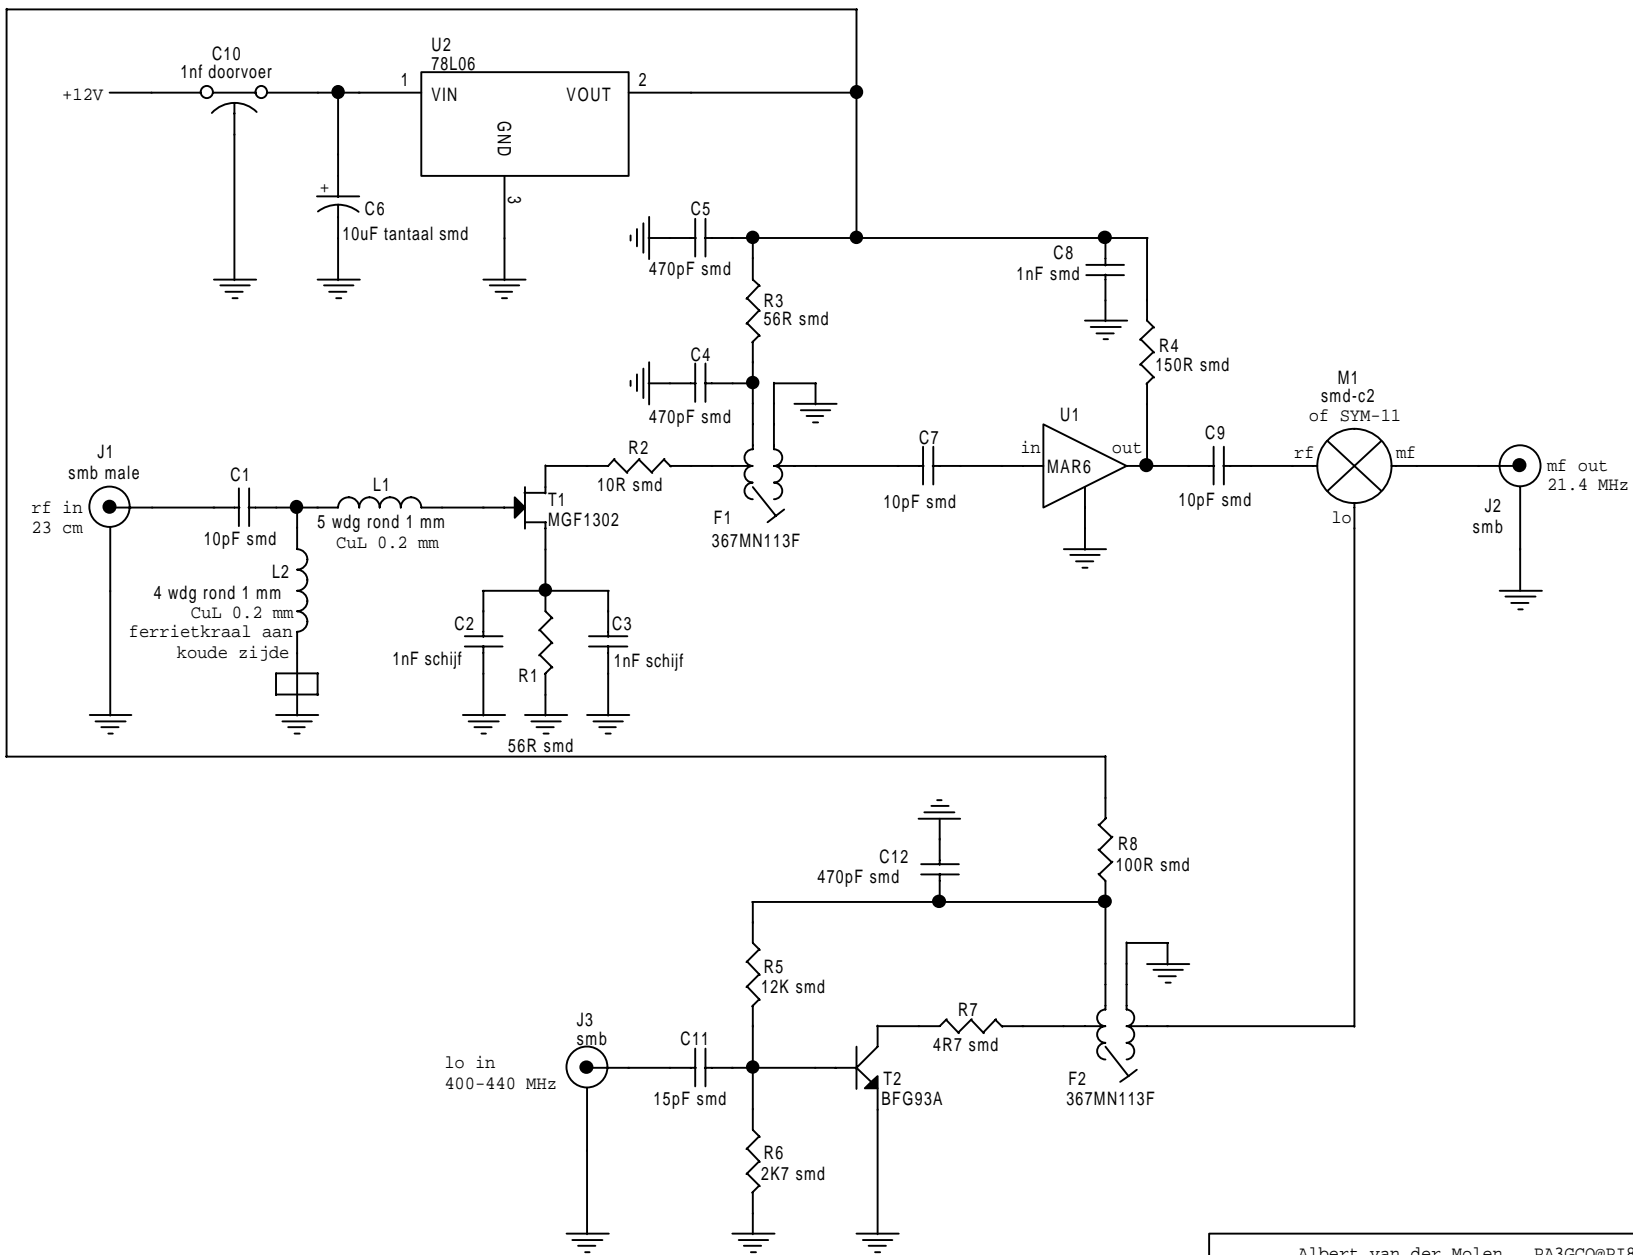 C10
1nf doorvoer
+12V
U2
78L06
1
VIN
VOUT
2
GND
3
+
C6
10uF tantaal smd
C5
470pF smd
R3
56R smd
C4
470pF smd
C8
1nF smd
R4
150R smd
M1
smd-c2
of SYM-11
rf
mf
lo
mf out
21.4 MHz
J2
smb
J1
smb male
rf in
23 cm
C1
10pF smd
L1
5 wdg rond 1 mm
CuL 0.2 mm
L2
4 wdg rond 1 mm
CuL 0.2 mm
ferrietkraal aan
koude zijde
T1
MGF1302
R2
10R smd
F1
367MN113F
C7
10pF smd
U1
in
out
MAR6
C9
10pF smd
C2
1nF schijf
R1
C3
1nF schijf
56R smd
C12
470pF smd
R8
100R smd
R5
12K smd
J3
smb
lo in
400-440 MHz
C11
15pF smd
R7
4R7 smd
T2
BFG93A
F2
367MN113F
R6
2K7 smd
Albert van der Molen